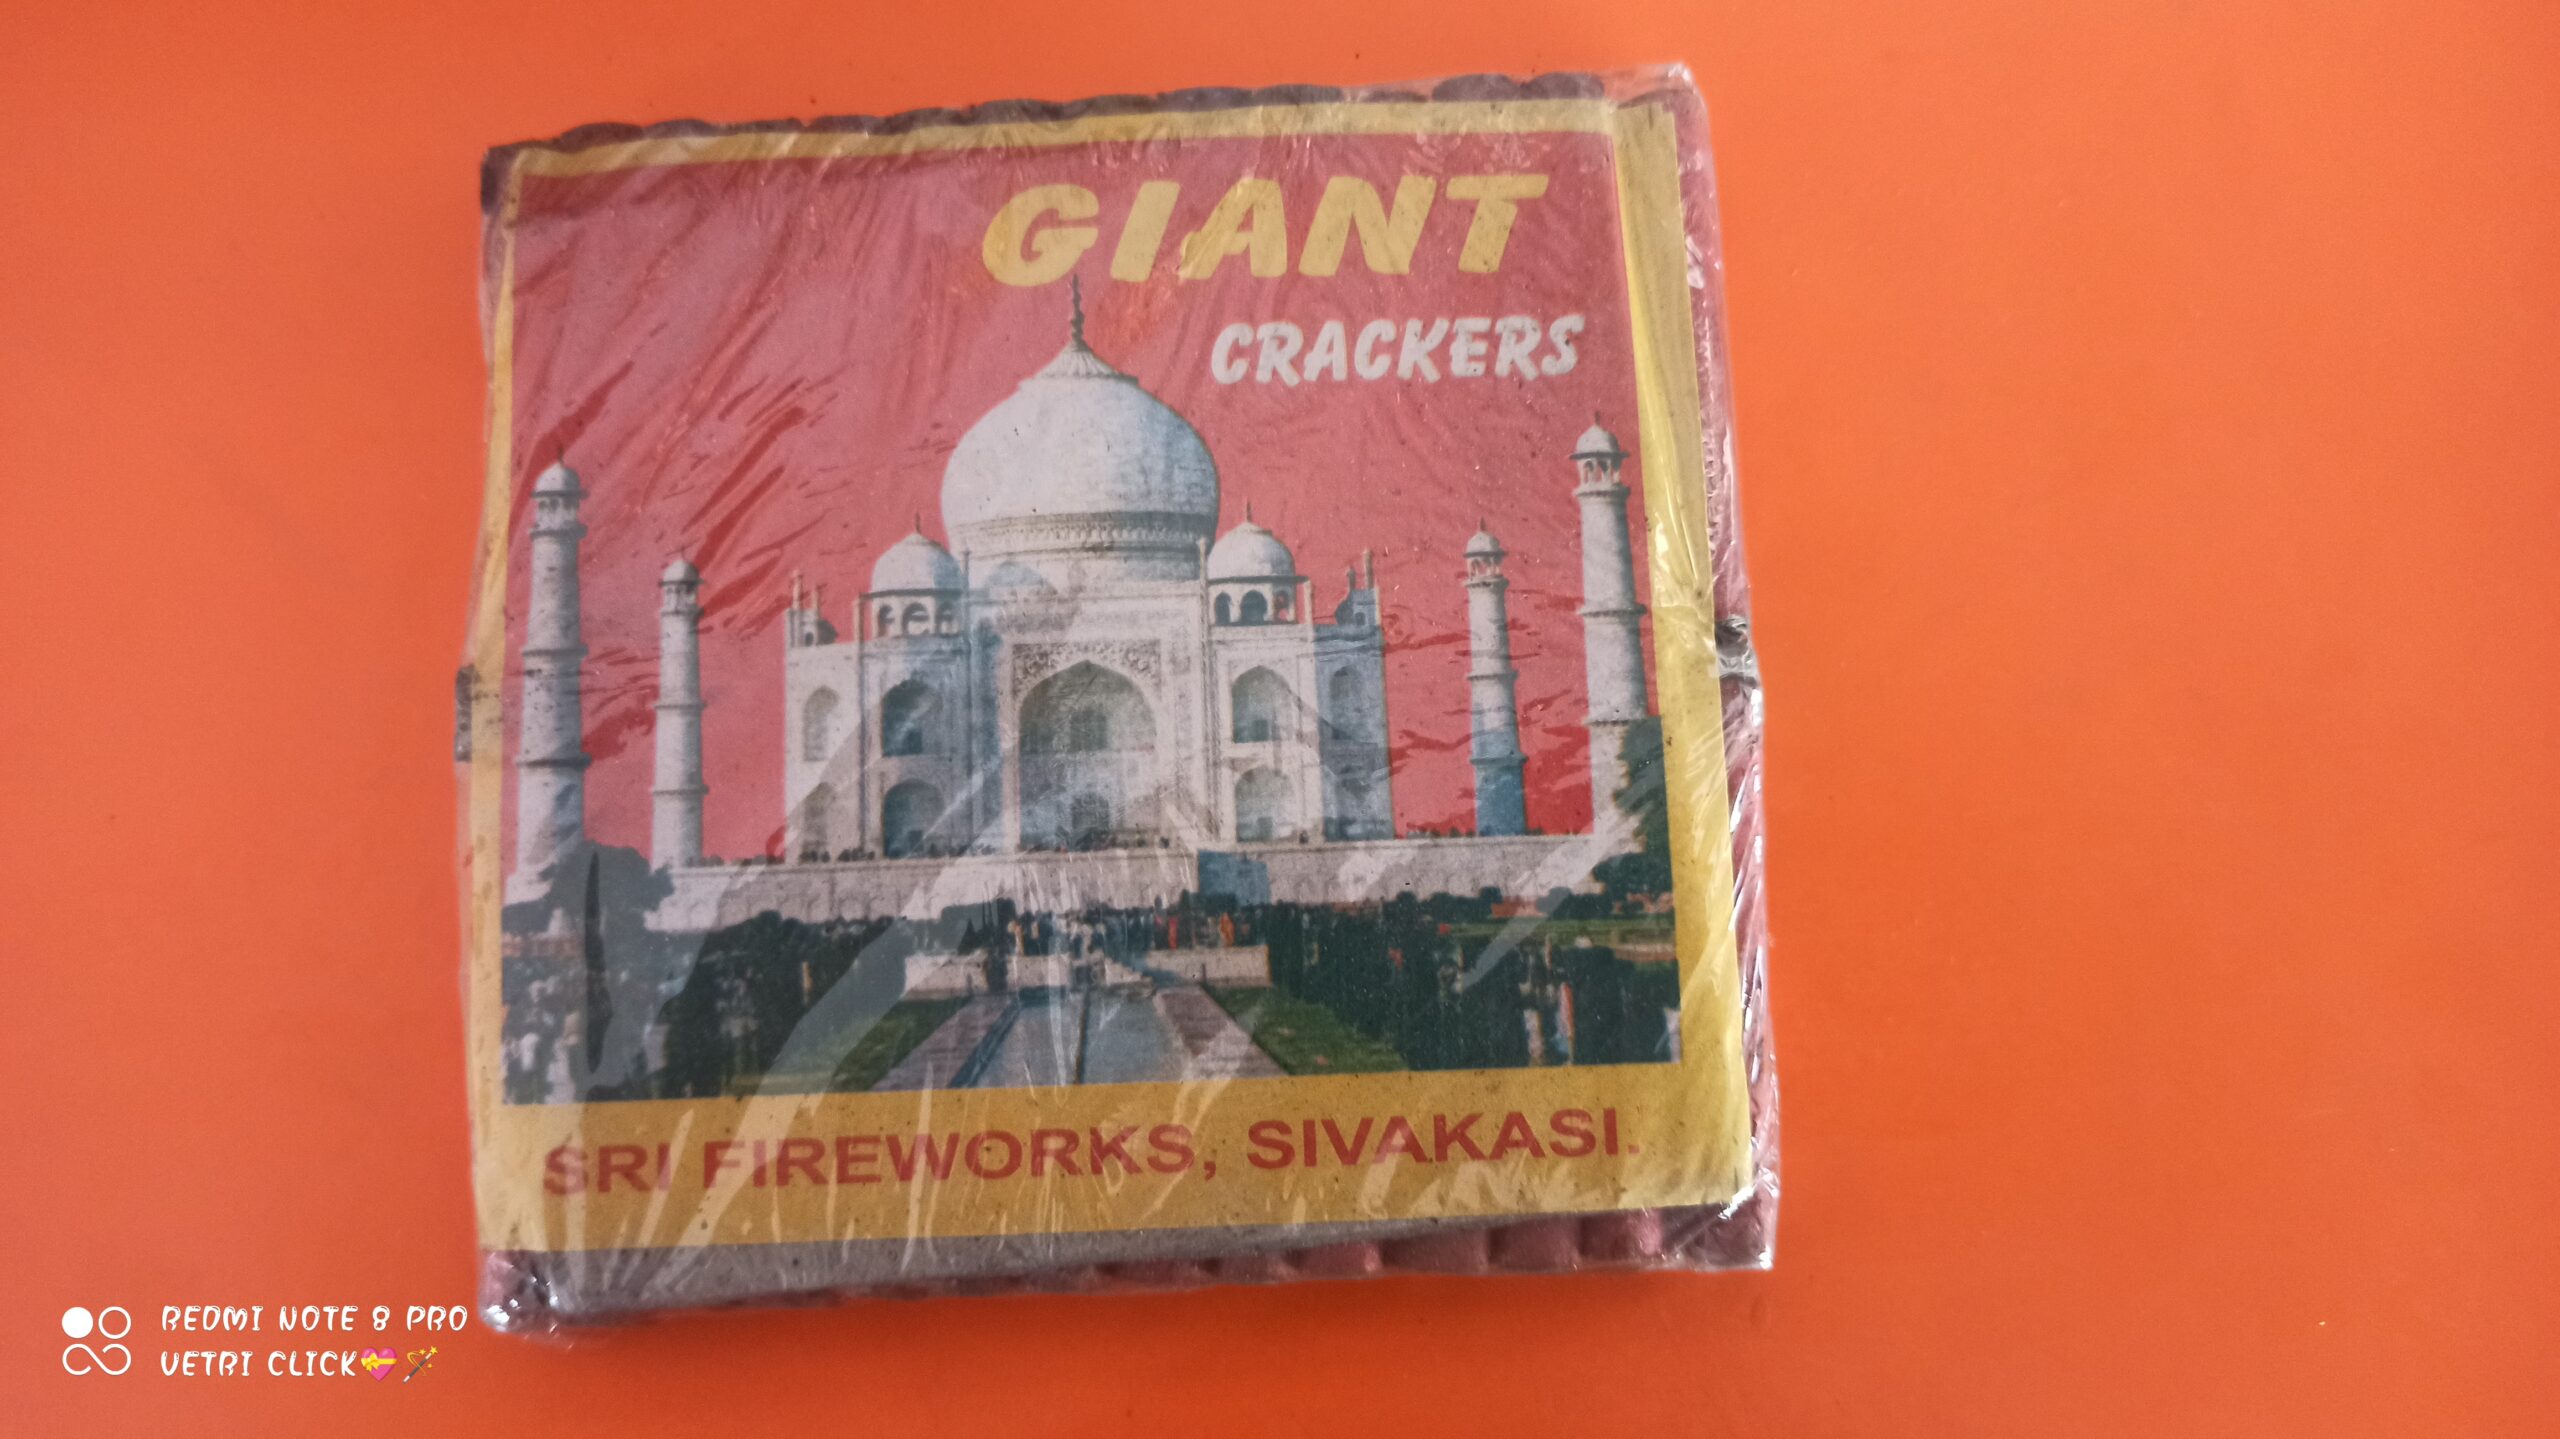 GIANT
CRACKERS
SRI FIREWORKS, SIVAKASI.
REDMI NOTE 8 PRO
VETRI CLICK💝🪄